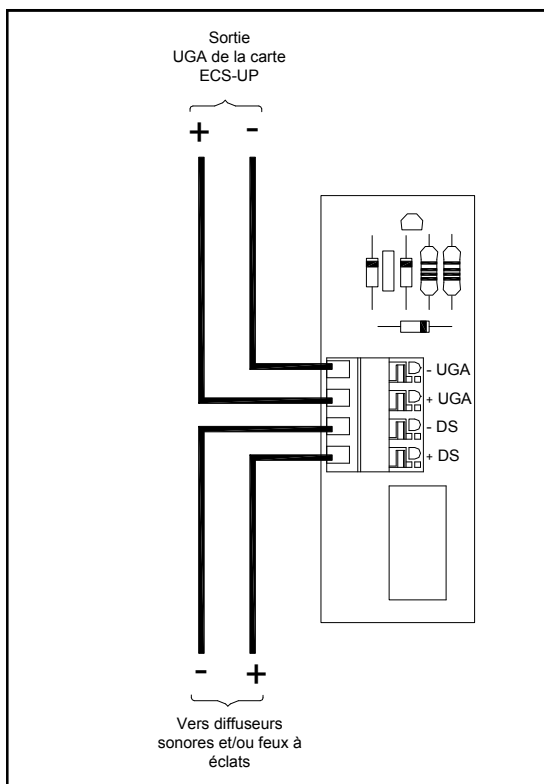 Sortie
UGA de la carte
ECS-UP
+ -
- UGA
+ UGA
- DS
+ DS
- +
Vers diffuseurs
sonores et/ou feux à
éclats